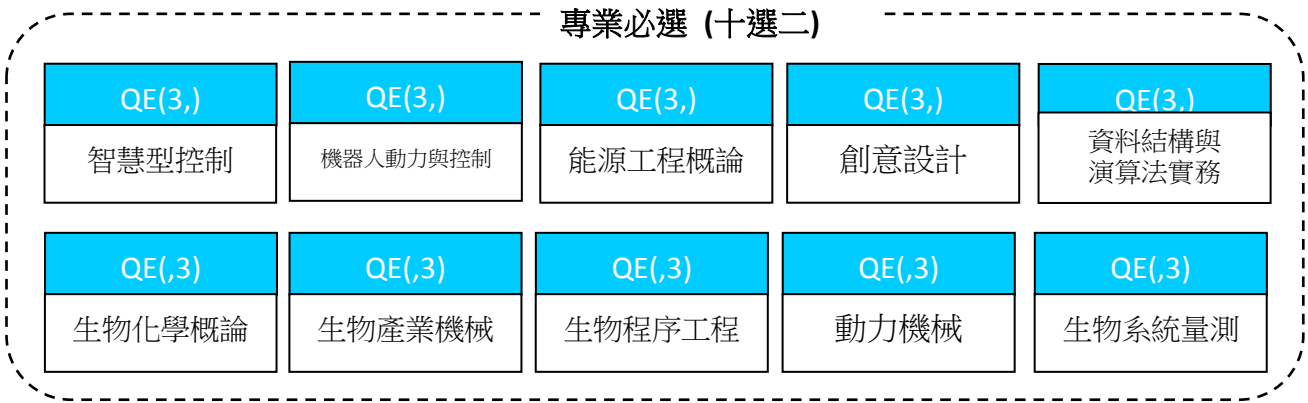 專業必選 (十選二)
QE(3,)
智慧型控制
QE(3,)
機器人動力與控制
QE(3,)
能源工程概論
QE(3,)
創意設計
QE(3,)
資料結構與
演算法實務
QE(,3)
生物化學概論
QE(,3)
生物產業機械
QE(,3)
生物程序工程
QE(,3)
動力機械
QE(,3)
生物系統量測